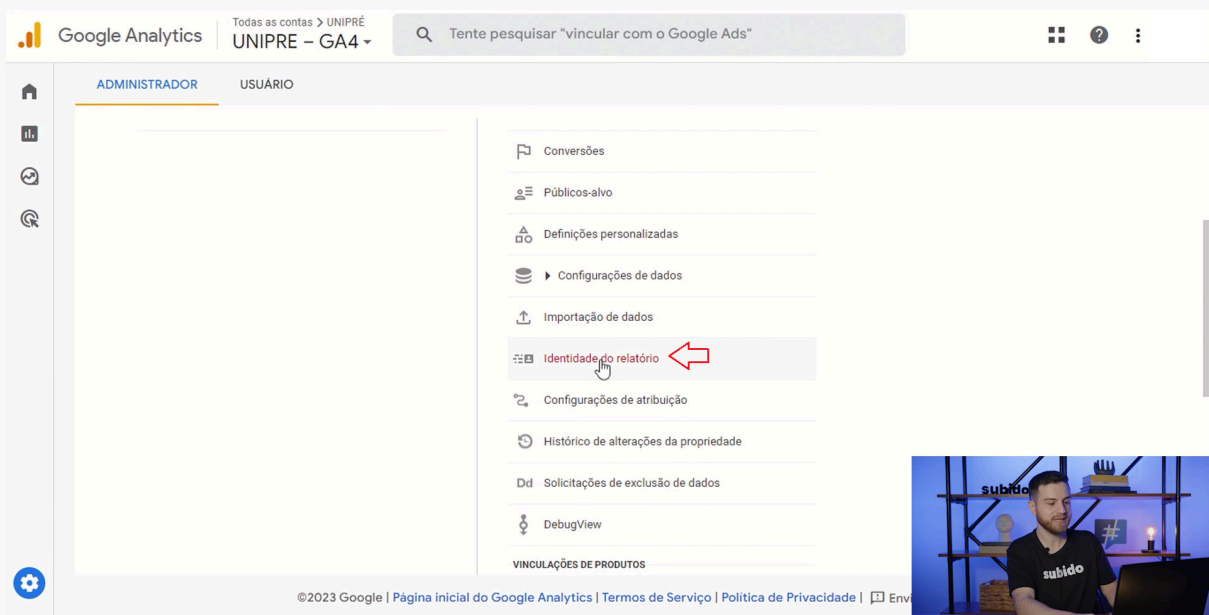 Google Analytics
Todas as contas > UNIPRÉ
UNIPRE – GA4
Tente pesquisar "vincular com o Google Ads"
ADMINISTRADOR
USUÁRIO
Conversões
Públicos-alvo
Definições personalizadas
Configurações de dados
Importação de dados
Identidade do relatório
Configurações de atribuição
Histórico de alterações da propriedade
Dd Solicitações de exclusão de dados
DebugView
VINCULAÇÕES DE PRODUTOS
©2023 Google | Página inicial do Google Analytics | Termos de Serviço | Política de Privacidade | Envi
subido
#
subido